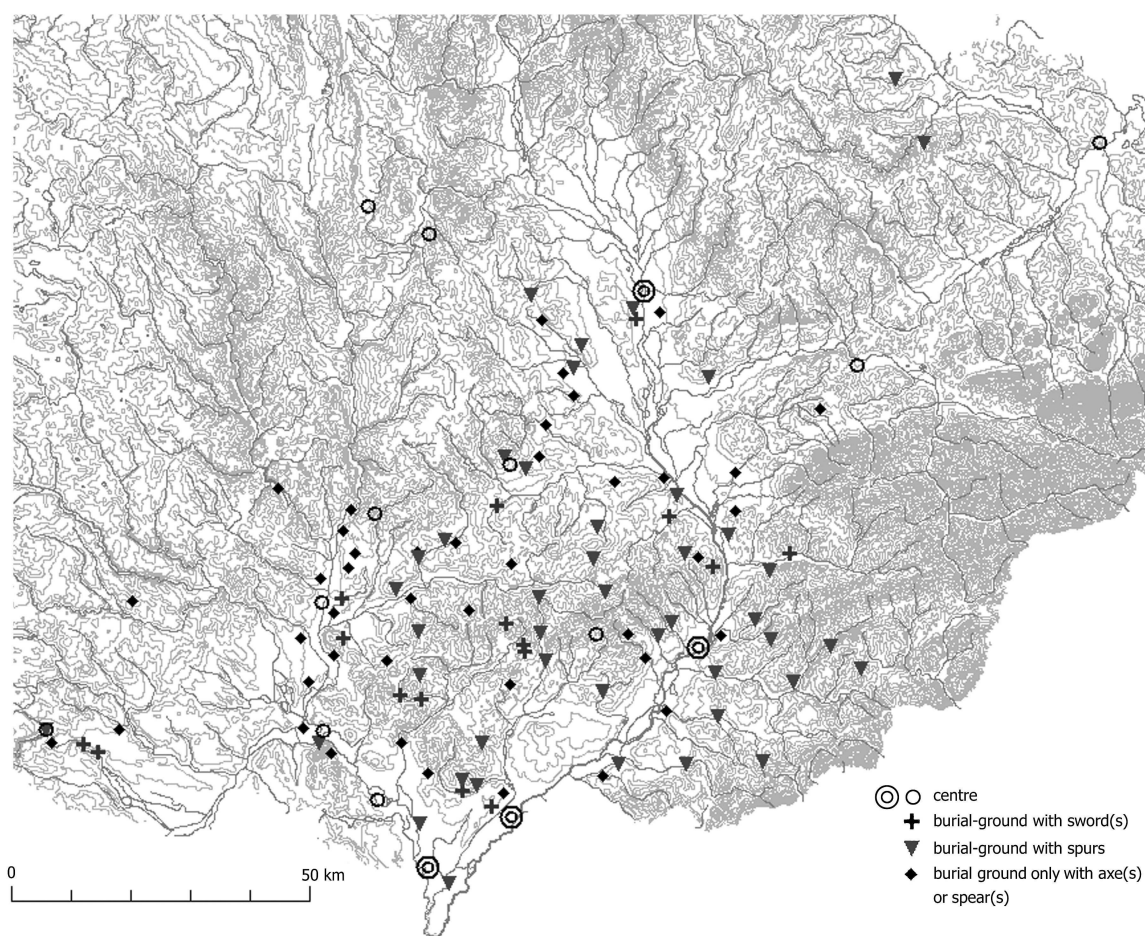 centre
burial-ground with sword(s)
burial-ground with spurs
burial ground only with axe(s)
or spear(s)
0
50 km